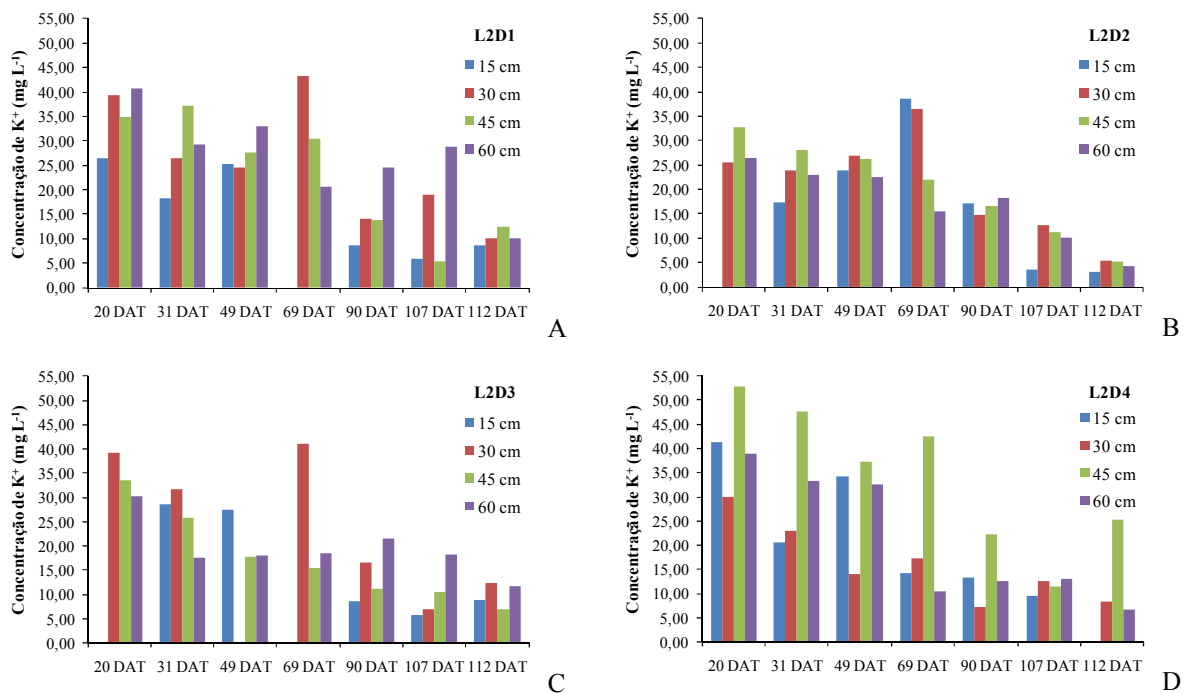 Concentração de K⁺ (mg L⁻¹)
55,00
50,00
45,00
40,00
35,00
30,00
25,00
20,00
15,00
10,00
5,00
0,00
L2D1
15 cm
30 cm
45 cm
60 cm
20 DAT 31 DAT 49 DAT 69 DAT 90 DAT 107 DAT 112 DAT
A
Concentração de K⁺ (mg L⁻¹)
55,00
50,00
45,00
40,00
35,00
30,00
25,00
20,00
15,00
10,00
5,00
0,00
L2D2
15 cm
30 cm
45 cm
60 cm
20 DAT 31 DAT 49 DAT 69 DAT 90 DAT 107 DAT 112 DAT
B
Concentração de K⁺ (mg L⁻¹)
55,00
50,00
45,00
40,00
35,00
30,00
25,00
20,00
15,00
10,00
5,00
0,00
L2D3
15 cm
30 cm
45 cm
60 cm
20 DAT 31 DAT 49 DAT 69 DAT 90 DAT 107 DAT 112 DAT
C
Concentração de K⁺ (mg L⁻¹)
55,00
50,00
45,00
40,00
35,00
30,00
25,00
20,00
15,00
10,00
5,00
0,00
L2D4
15 cm
30 cm
45 cm
60 cm
20 DAT 31 DAT 49 DAT 69 DAT 90 DAT 107 DAT 112 DAT
D